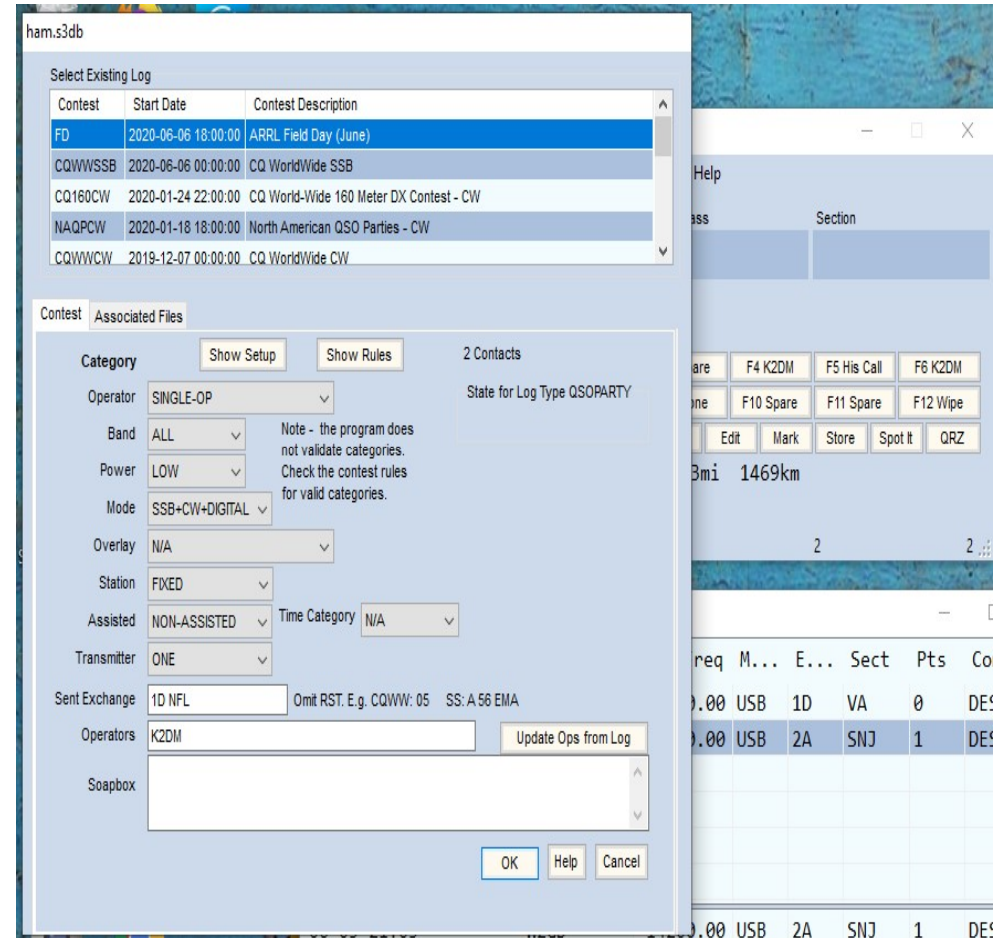 ham.s3db
Select Existing Log
Contest Start Date Contest Description
FD 2020-06-06 18:00:00 ARRL Field Day (June)
CQWWSSB 2020-06-06 00:00:00 CQ WorldWide SSB
CQ160CW 2020-01-24 22:00:00 CQ World-Wide 160 Meter DX Contest - CW
NAQPCW 2020-01-18 18:00:00 North American QSO Parties - CW
CQWWCW 2019-12-07 00:00:00 CQ WorldWide CW
Contest Associated Files
Category Show Setup Show Rules 2 Contacts
Operator SINGLE-OP State for Log Type QSOPARTY
Band ALL Note - the program does
not validate categories.
Power LOW Check the contest rules
for valid categories.
Mode SSB+CW+DIGITAL
Overlay N/A
Station FIXED
Assisted NON-ASSISTED Time Category N/A
Transmitter ONE
Sent Exchange 1D NFL Omit RST. E.g. CQWW: 05 SS: A 56 EMA
Operators K2DM Update Ops from Log
Soapbox
OK Help Cancel
Help
Section
F4 K2DM F5 His Call F6 K2DM
F10 Spare F11 Spare F12 Wipe
Edit Mark Store Spot It QRZ
3mi 1469km
2 2
req M... E... Sect Pts
.00 USB 1D VA 0
.00 USB 2A SNJ 1
.00 USB 2A SNJ 1